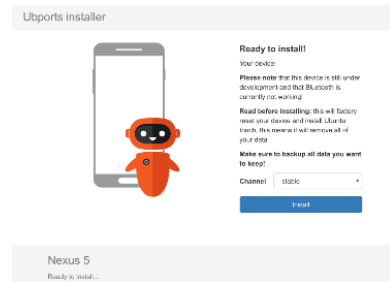 Ubports installer
Ready to install!
Your device:
Please note that this device is still under
development and that Bluetooth is
currently not working!
Read before installing: this will factory
reset your device and install Ubuntu
touch, this means it will remove all of
your data
Make sure to backup all data you want
to keep!
Channel stable
Install
Nexus 5
Ready to install...